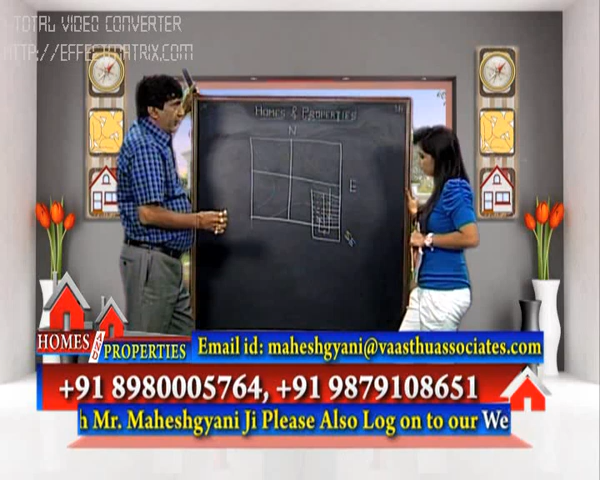 TOTAL VIDEO CONVERTER
HTTP://EFFECTMATRIX.COM
HOMES & PROPERTIES
N
E
HOMES
AND
PROPERTIES
Email id: maheshgyani@vaasthuassociates.com
+91 8980005764, +91 9879108651
h Mr. Maheshgyani Ji Please Also Log on to our We